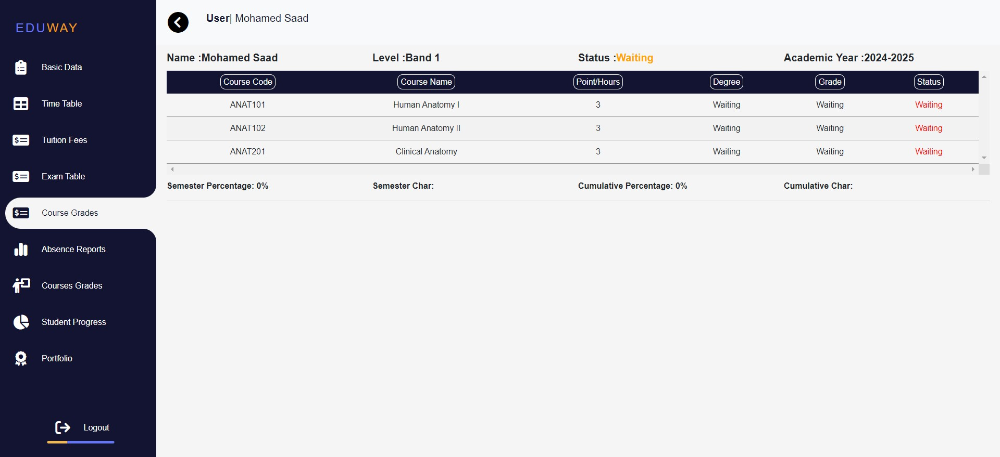 EDUWAY
Basic Data
Time Table
Tuition Fees
Exam Table
Course Grades
Absence Reports
Courses Grades
Student Progress
Portfolio
Logout
User| Mohamed Saad
Name :Mohamed Saad Level :Band 1 Status :Waiting Academic Year :2024-2025
Course Code Course Name Point/Hours Degree Grade Status
ANAT101 Human Anatomy I 3 Waiting Waiting Waiting
ANAT102 Human Anatomy II 3 Waiting Waiting Waiting
ANAT201 Clinical Anatomy 3 Waiting Waiting Waiting
Semester Percentage: 0% Semester Char: Cumulative Percentage: 0% Cumulative Char: